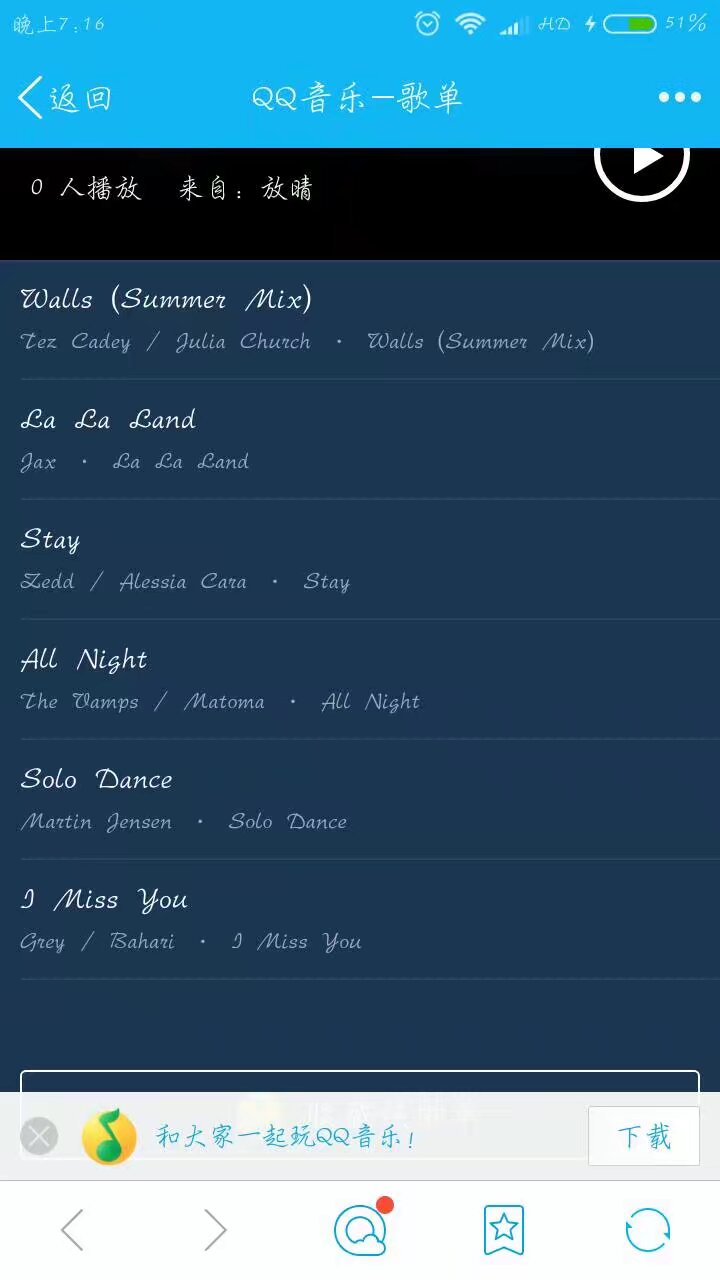 晚上7:16 HD 51%
返回 QQ音乐-歌单
0 人播放 来自：放晴
Walls (Summer Mix)
Tez Cadey / Julia Church · Walls (Summer Mix)
La La Land
Jax · La La Land
Stay
Zedd / Alessia Cara · Stay
All Night
The Vamps / Matoma · All Night
Solo Dance
Martin Jensen · Solo Dance
I Miss You
Grey / Bahari · I Miss You
和大家一起玩QQ音乐！ 下载